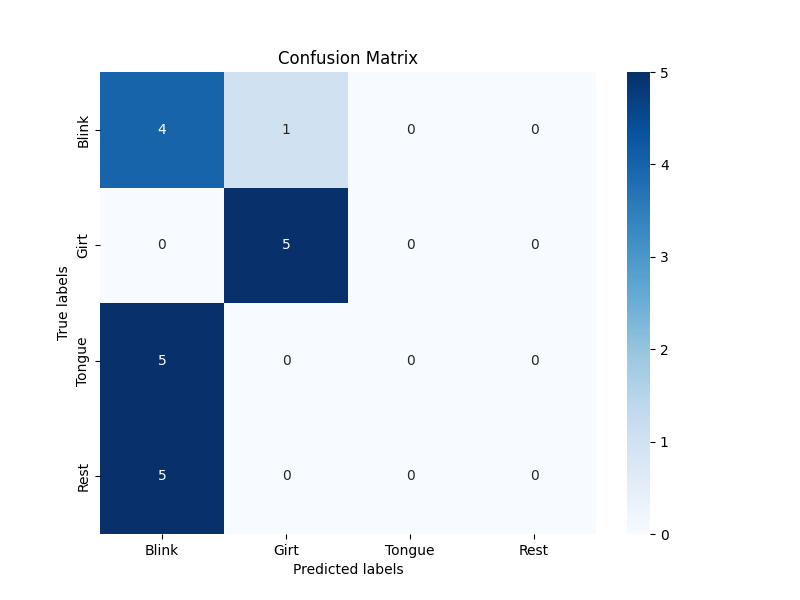 Confusion Matrix
True labels
Blink
4 1 0 0
Girt
0 5 0 0
Tongue
5 0 0 0
Rest
5 0 0 0
Blink Girt Tongue Rest
Predicted labels
5
4
3
2
1
0